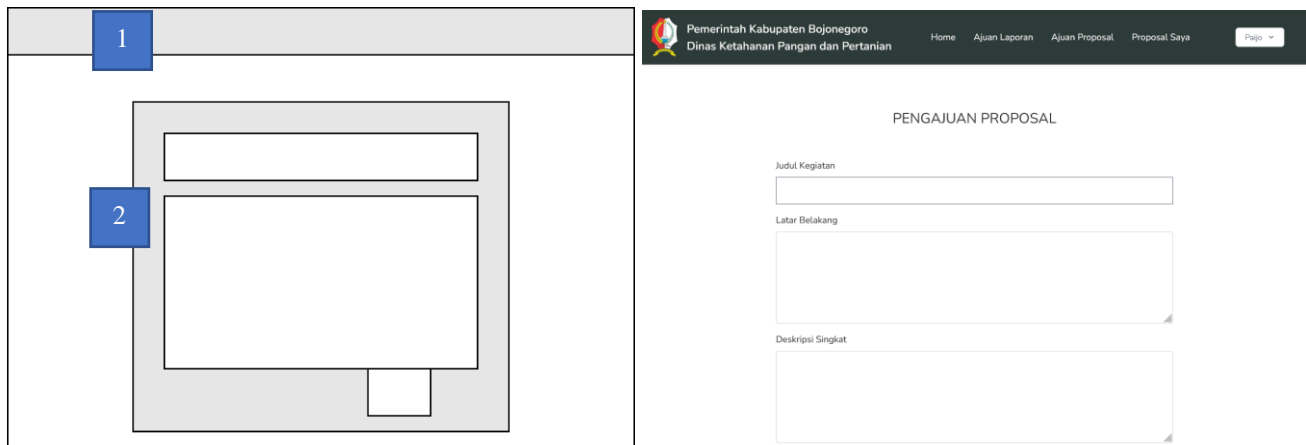 1
2
Pemerintah Kabupaten Bojonegoro
Dinas Ketahanan Pangan dan Pertanian
Home Ajuan Laporan Ajuan Proposal Proposal Saya Paijo
PENGAJUAN PROPOSAL
Judul Kegiatan
Latar Belakang
Deskripsi Singkat